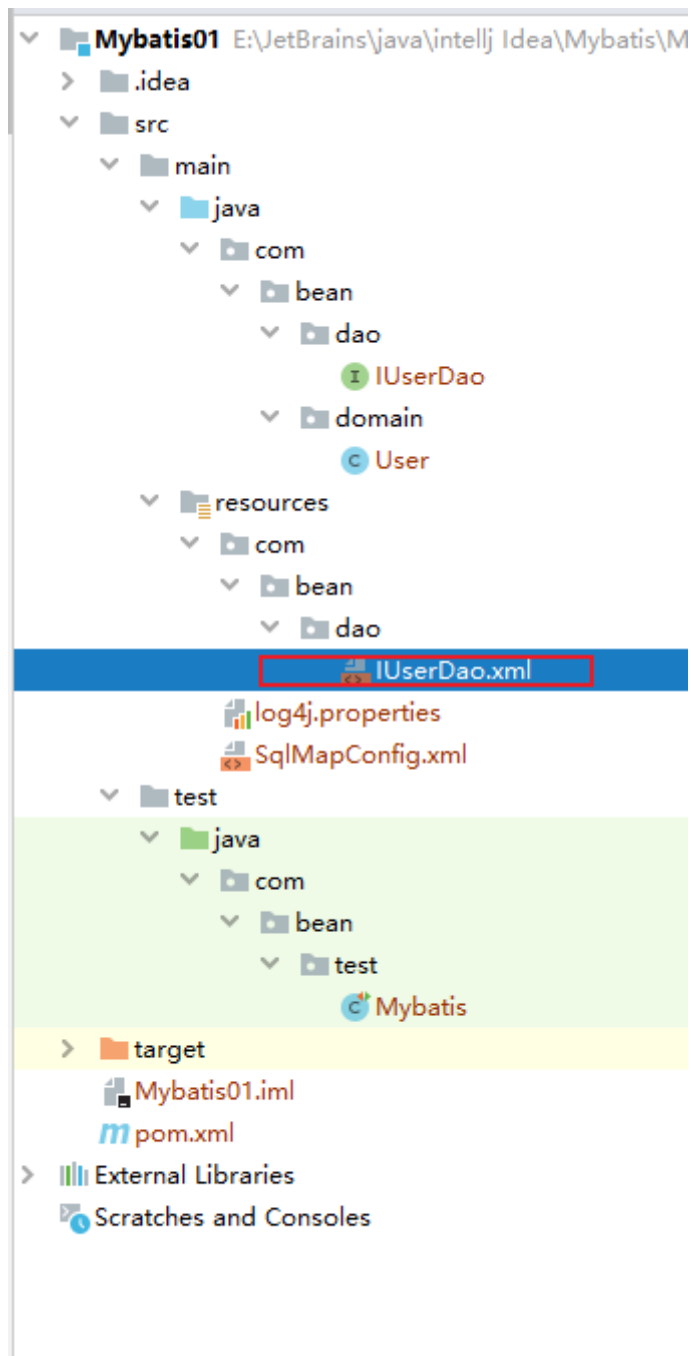 Mybatis01 E:\JetBrains\java\intellj Idea\Mybatis\M
.idea
src
main
java
com
bean
dao
IUserDao
domain
User
resources
com
bean
dao
IUserDao.xml
log4j.properties
SqlMapConfig.xml
test
java
com
bean
test
Mybatis
target
Mybatis01.iml
pom.xml
External Libraries
Scratches and Consoles